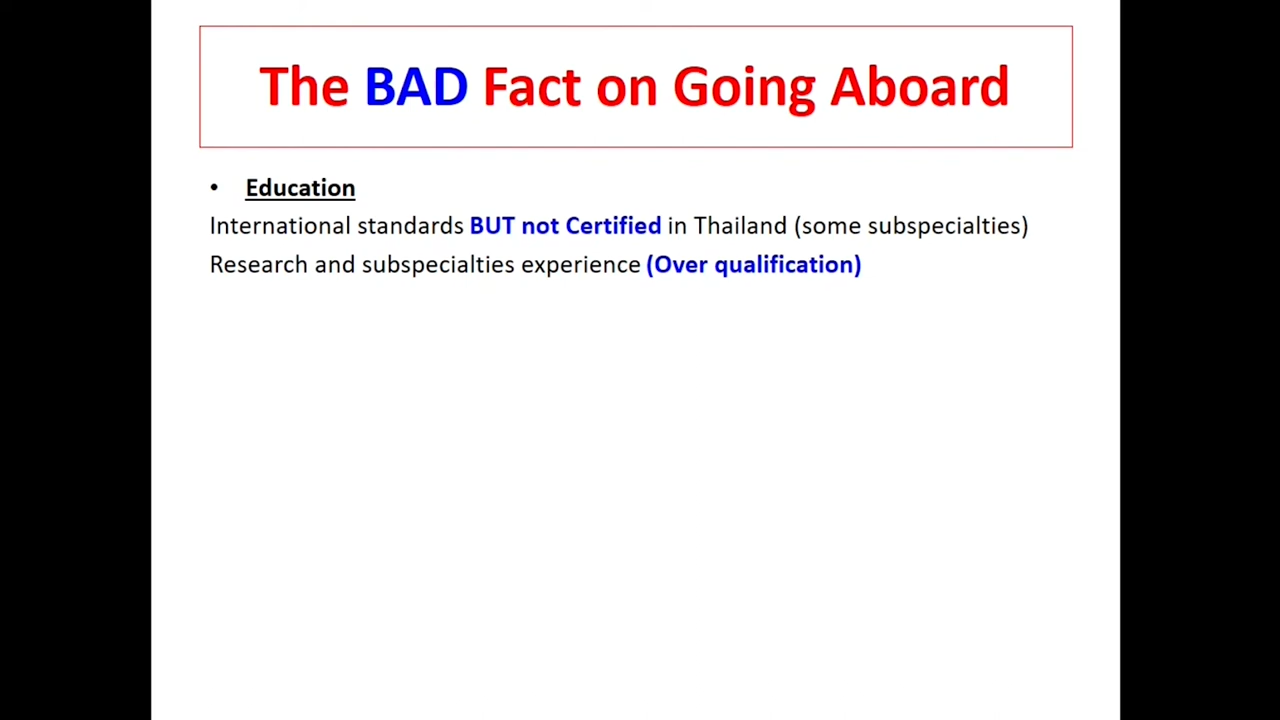 The BAD Fact on Going Aboard
• Education
International standards BUT not Certified in Thailand (some subspecialties)
Research and subspecialties experience (Over qualification)